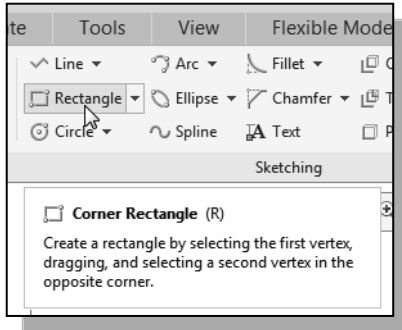 te Tools View Flexible Mode
Line Arc Fillet
Rectangle Ellipse Chamfer
Circle Spline A Text P
Sketching
Corner Rectangle (R)
Create a rectangle by selecting the first vertex,
dragging, and selecting a second vertex in the
opposite corner.